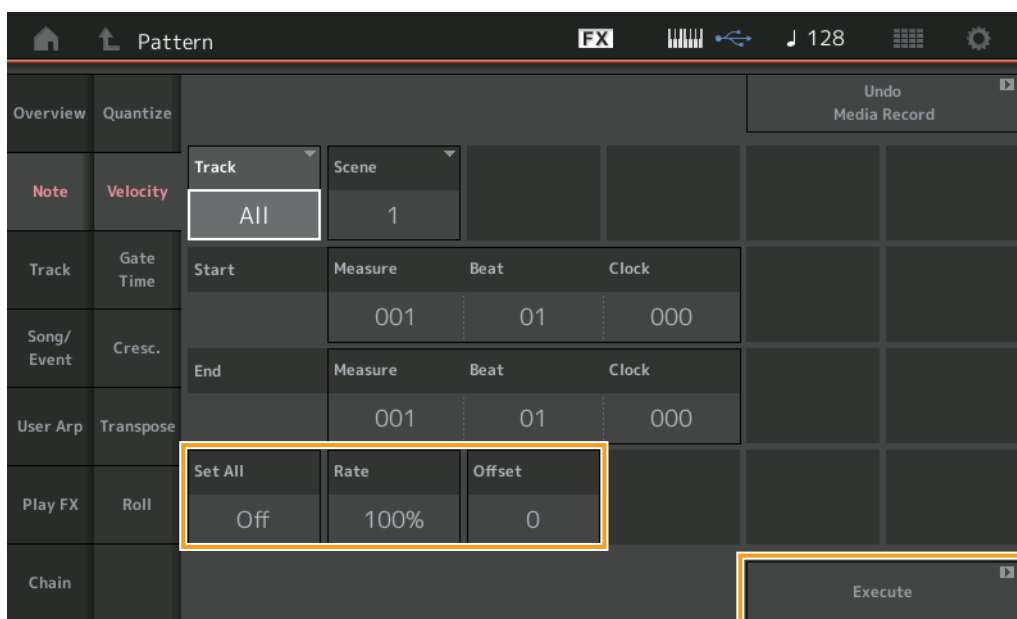 Pattern
FX
♩ 128
Overview
Quantize
Undo
Media Record
Note
Velocity
Track
Scene
All
1
Track
Gate
Time
Start
Measure
Beat
Clock
001
01
000
Song/
Event
Cresc.
End
Measure
Beat
Clock
001
01
000
User Arp
Transpose
Set All
Rate
Offset
Play FX
Roll
Off
100%
0
Chain
Execute